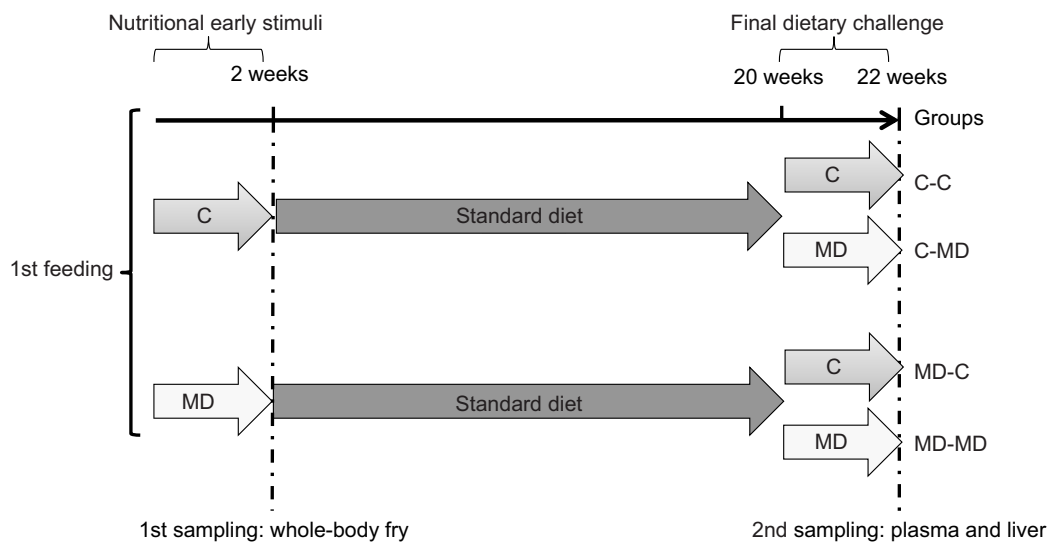 Nutritional early stimuli
Final dietary challenge
2 weeks
20 weeks
22 weeks
Groups
C
C-C
C
Standard diet
MD
C-MD
1st feeding
C
MD-C
MD
Standard diet
MD
MD-MD
1st sampling: whole-body fry
2nd sampling: plasma and liver